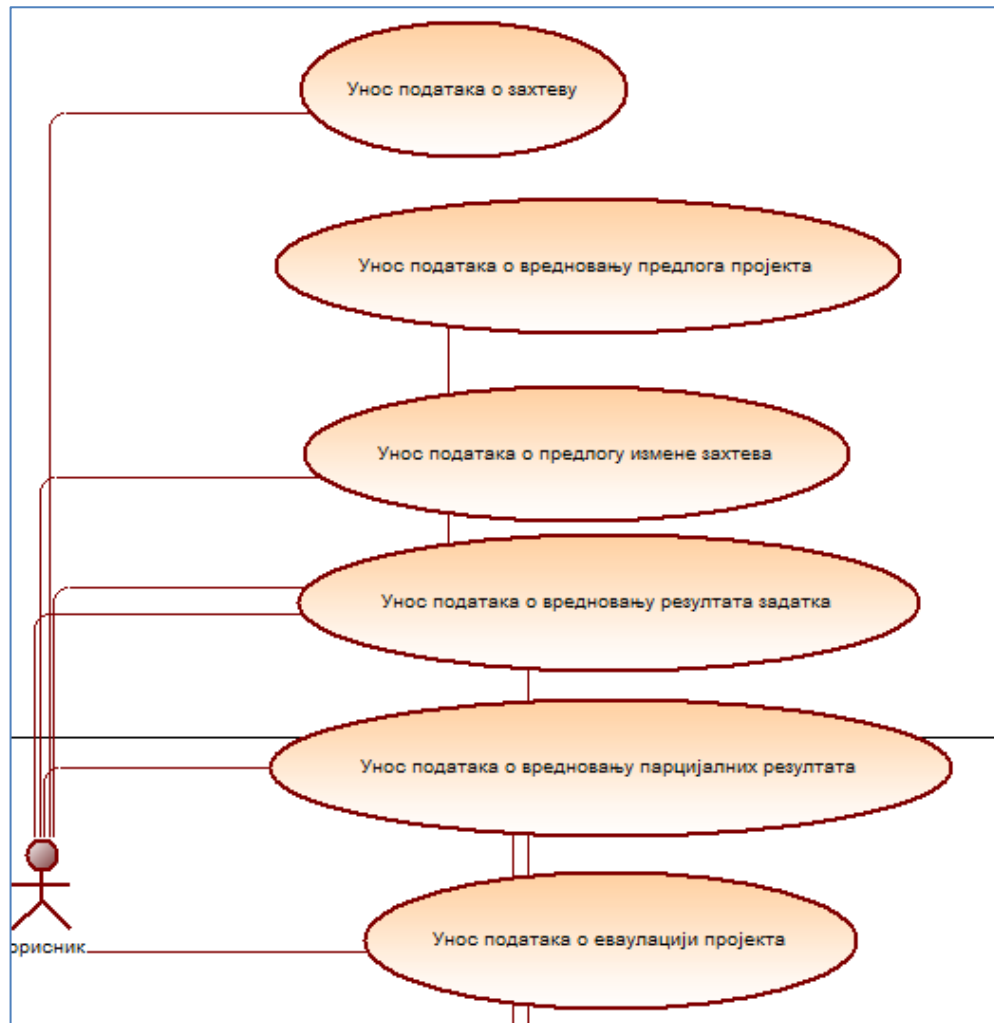 Унос података о захтеву
Унос података о вредновању предлога пројекта
Унос података о предлогу измене захтева
Унос података о вредновању резултата задатка
Унос података о вредновању парцијалних резултата
Унос података о еваулацији пројекта
орисник